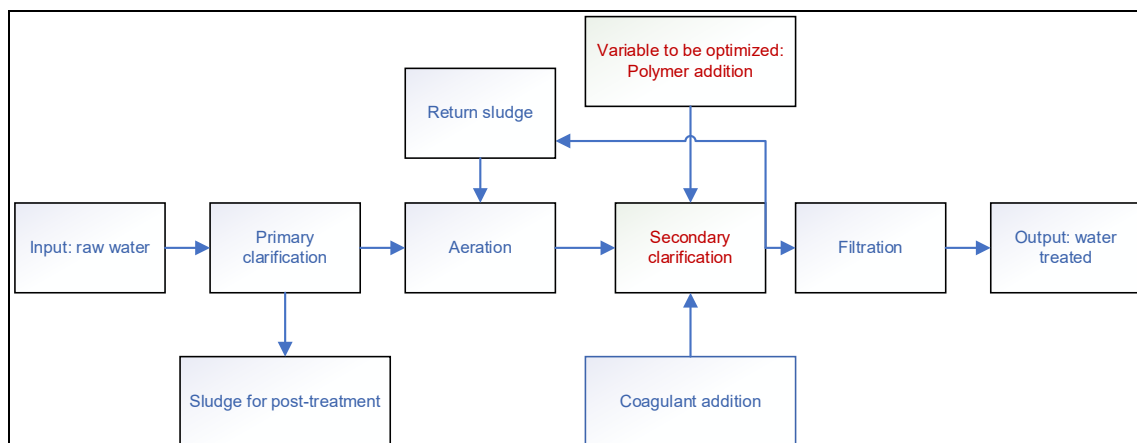 Variable to be optimized:
Polymer addition
Return sludge
Input: raw water
Primary
clarification
Aeration
Secondary
clarification
Filtration
Output: water
treated
Sludge for post-treatment
Coagulant addition